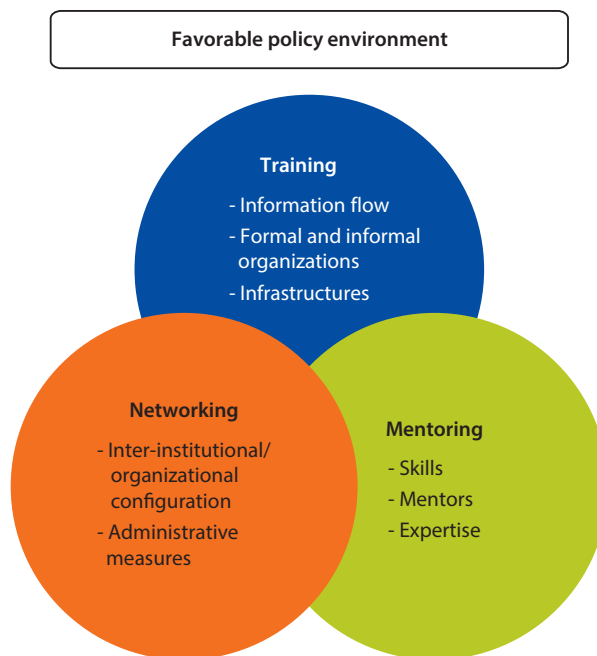 Favorable policy environment
Training
- Information flow
- Formal and informal
organizations
- Infrastructures
Networking
- Inter-institutional/
organizational
configuration
- Administrative
measures
Mentoring
- Skills
- Mentors
- Expertise